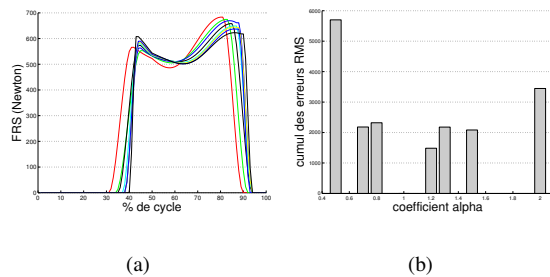 FRS (Newton)
700
600
500
400
300
200
100
0
0 10 20 30 40 50 60 70 80 90 100
% de cycle
(a)
cumul des erreurs RMS
6000
5000
4000
3000
2000
1000
0
0.4 0.6 0.8 1 1.2 1.4 1.6 1.8 2
coefficient alpha
(b)